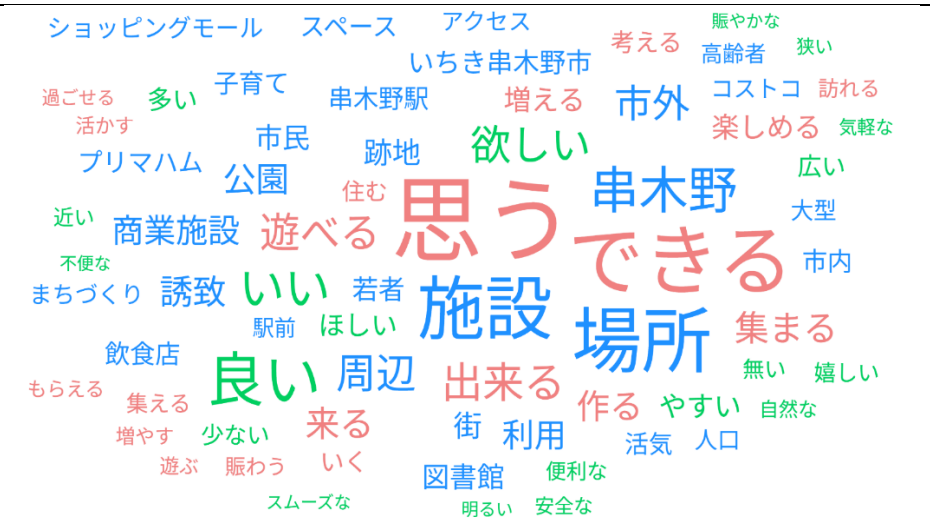 ショッピングモール スペース アクセス 賑やかな
考える 高齢者 狭い
いちき串木野市
過ごせる 多い 子育て 串木野駅 増える 市外 コストコ 訪れる
活かす 市民 跡地 欲しい 楽しめる 気軽な
プリマハム 公園 住む 思う 串木野 広い
近い 商業施設 遊べる できる 大型
不便な 市内
まちづくり 誘致 いい 若者 施設 場所 集まる
駅前 ほしい
飲食店 良い 周辺 出来る 無い 嬉しい
もらえる 集える 来る 作る やすい 自然な
増やす 少ない 街 利用 活気 人口
遊ぶ 賑わう いく 図書館 便利な
スムーズな 明るい 安全な